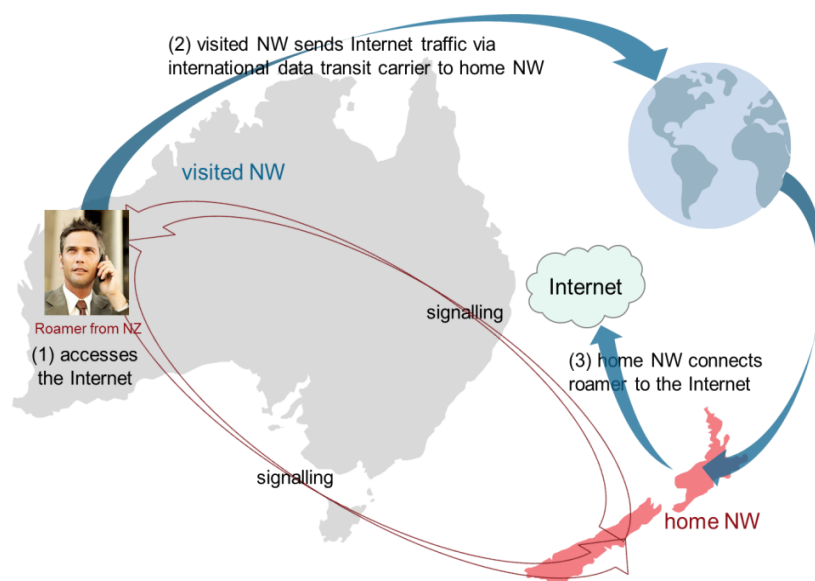 (2) visited NW sends Internet traffic via
international data transit carrier to home NW
visited NW
Roamer from NZ
(1) accesses
the Internet
signalling
Internet
(3) home NW connects
roamer to the Internet
signalling
home NW